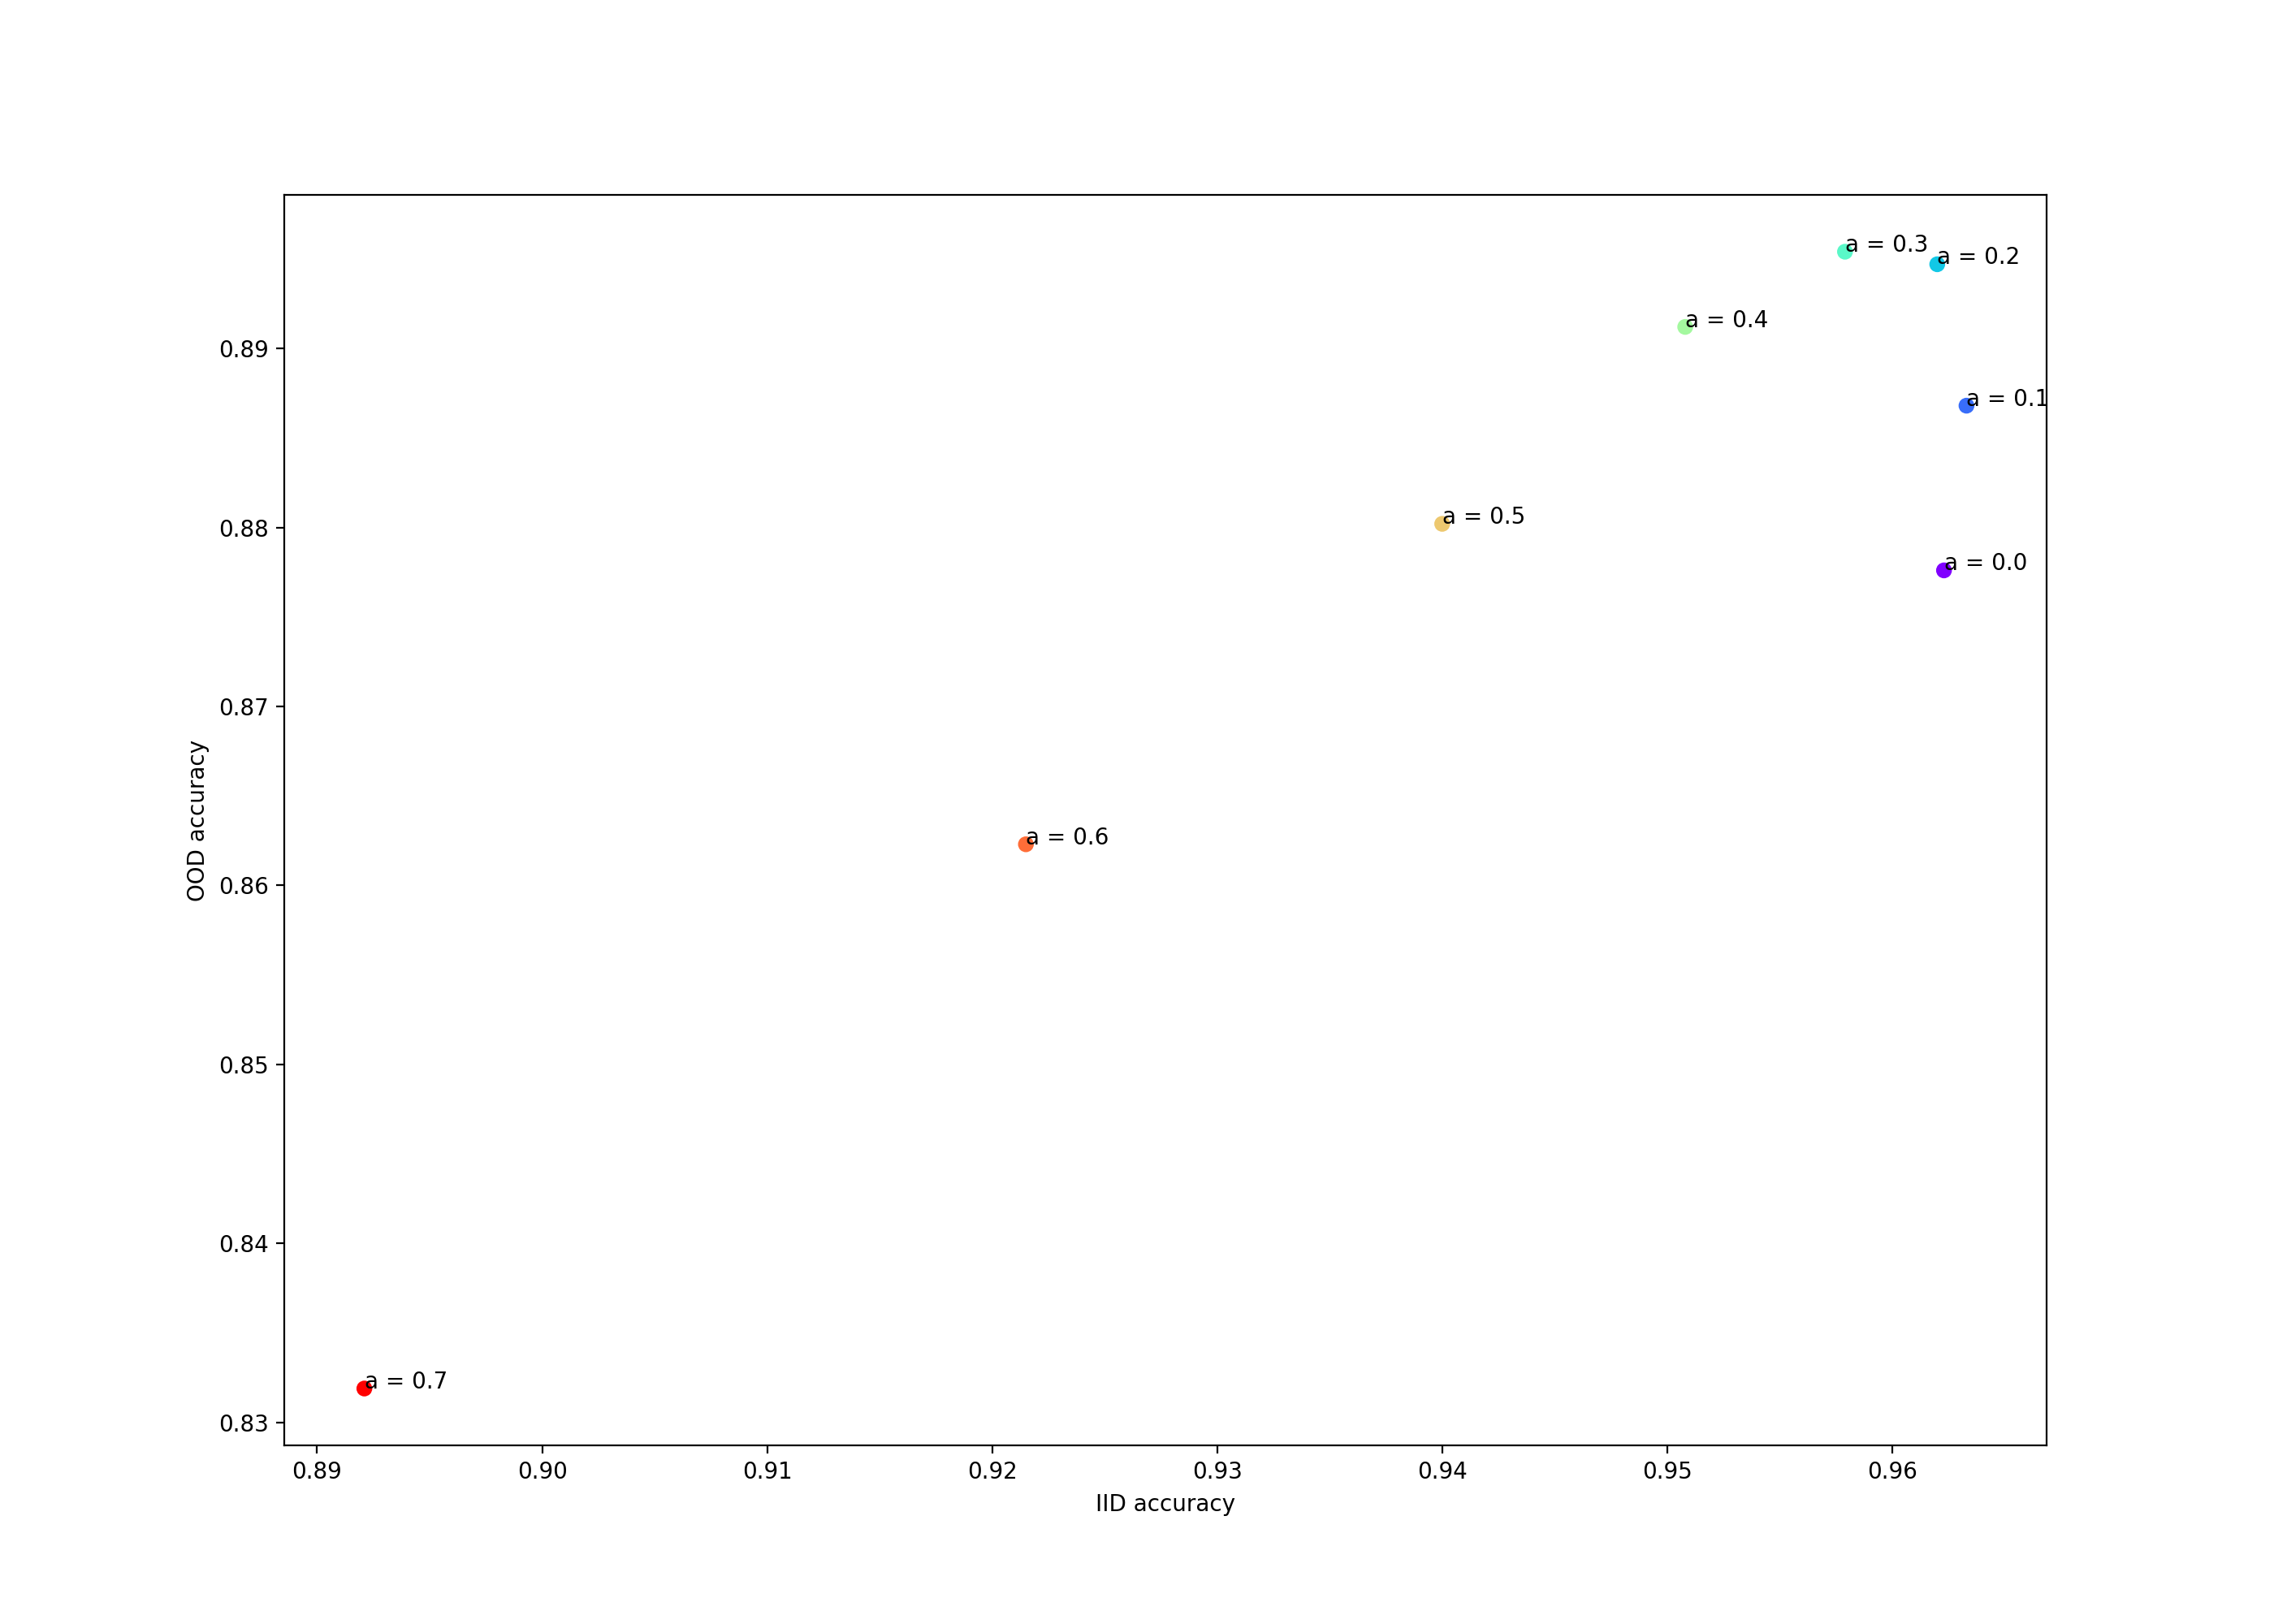 a = 0.3
a = 0.2
a = 0.4
a = 0.1
a = 0.5
a = 0.0
a = 0.6
a = 0.7
0.89
0.88
0.87
0.86
0.85
0.84
0.83
OOD accuracy
0.89 0.90 0.91 0.92 0.93 0.94 0.95 0.96
IID accuracy